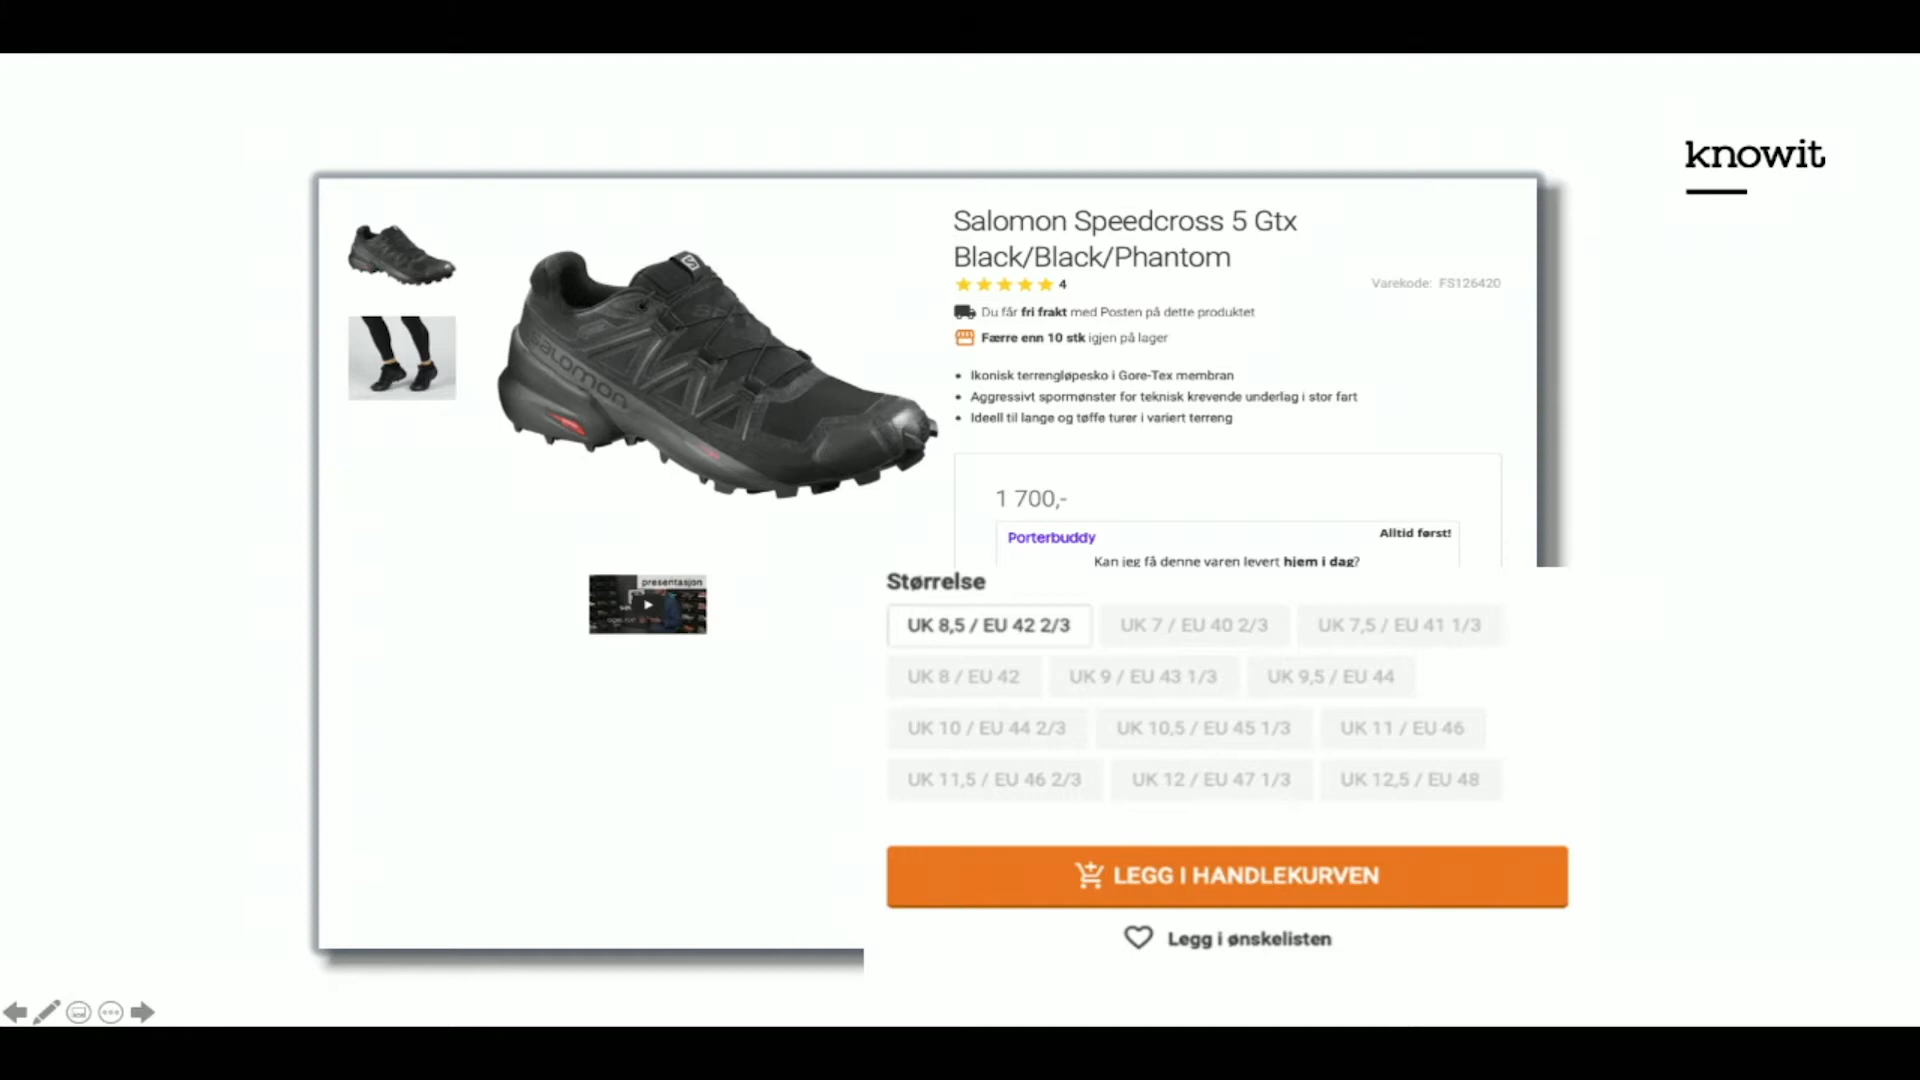 knowit
Salomon Speedcross 5 Gtx
Black/Black/Phantom
4
Varekode: FS126420
Du får fri frakt med Posten på dette produktet
Færre enn 10 stk igjen på lager
• Ikonisk terrengløpesko i Gore-Tex membran
• Aggressivt spormønster for teknisk krevende underlag i stor fart
• Ideell til lange og tøffe turer i variert terreng
salomon
1 700,-
Porterbuddy
Alltid først!
Kan jeg få denne varen levert hjem i dag?
presentasjon
Størrelse
UK 8,5 / EU 42 2/3
UK 7 / EU 40 2/3
UK 7,5 / EU 41 1/3
UK 8 / EU 42
UK 9 / EU 43 1/3
UK 9,5 / EU 44
UK 10 / EU 44 2/3
UK 10,5 / EU 45 1/3
UK 11 / EU 46
UK 11,5 / EU 46 2/3
UK 12 / EU 47 1/3
UK 12,5 / EU 48
LEGG I HANDLEKURVEN
Legg i ønskelisten